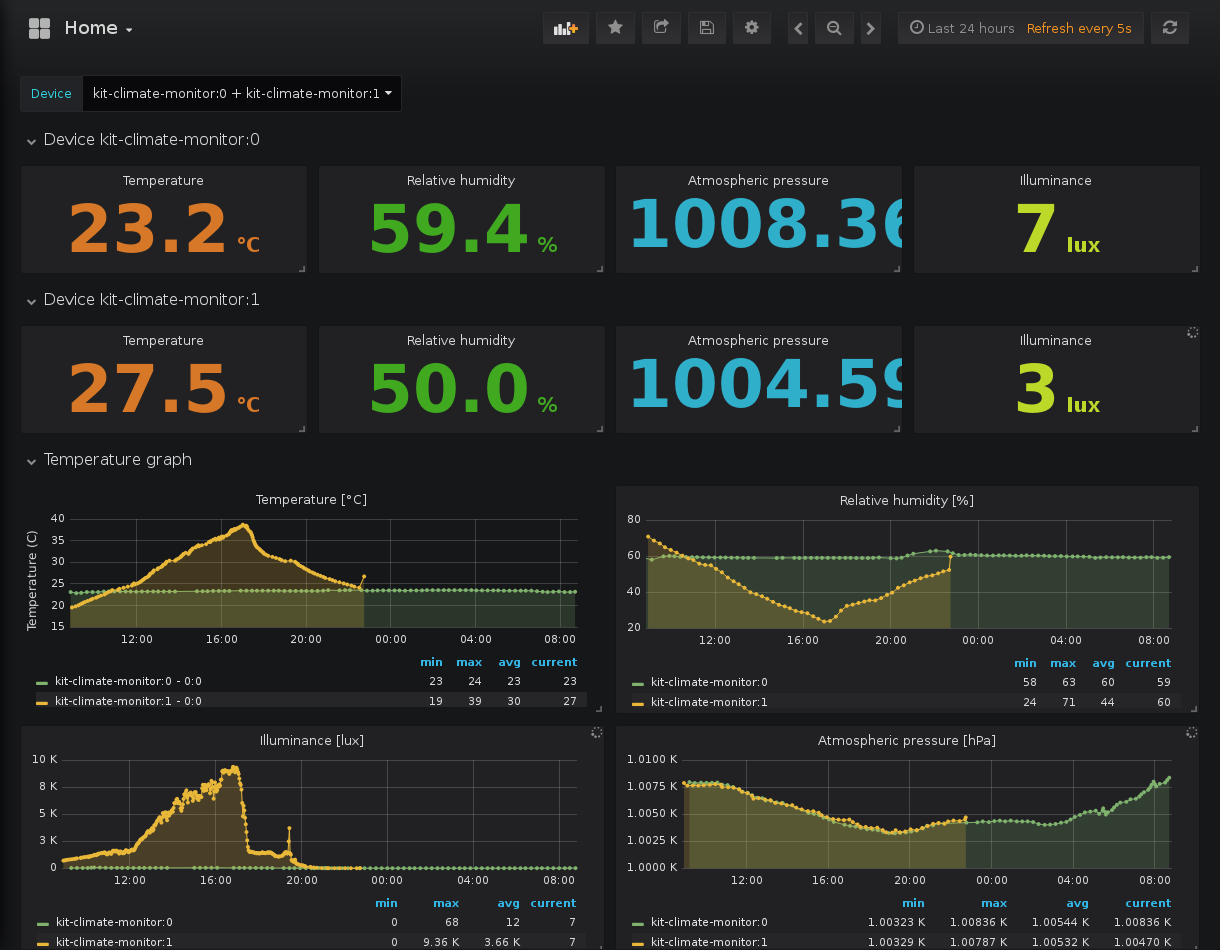 Home
Last 24 hours Refresh every 5s
Device kit-climate-monitor:0 + kit-climate-monitor:1
Device kit-climate-monitor:0
Temperature Relative humidity Atmospheric pressure Illuminance
23.2 °C 59.4 % 1008.36 7 lux
Device kit-climate-monitor:1
Temperature Relative humidity Atmospheric pressure Illuminance
27.5 °C 50.0 % 1004.59 3 lux
Temperature graph
Temperature [°C]
Temperature (C)
40
35
30
25
20
15
12:00 16:00 20:00 00:00 04:00 08:00
min max avg current
kit-climate-monitor:0 - 0:0 23 24 23 23
kit-climate-monitor:1 - 0:0 19 39 30 27
Relative humidity [%]
80
60
40
20
12:00 16:00 20:00 00:00 04:00 08:00
min max avg current
kit-climate-monitor:0 58 63 60 59
kit-climate-monitor:1 24 71 44 60
Illuminance [lux]
10 K
8 K
5 K
3 K
0
12:00 16:00 20:00 00:00 04:00 08:00
min max avg current
kit-climate-monitor:0 0 68 12 7
kit-climate-monitor:1 0 9.36 K 3.66 K 7
Atmospheric pressure [hPa]
1.0100 K
1.0075 K
1.0050 K
1.0025 K
1.0000 K
12:00 16:00 20:00 00:00 04:00 08:00
min max avg current
kit-climate-monitor:0 1.00323 K 1.00836 K 1.00544 K 1.00836 K
kit-climate-monitor:1 1.00329 K 1.00787 K 1.00532 K 1.00470 K